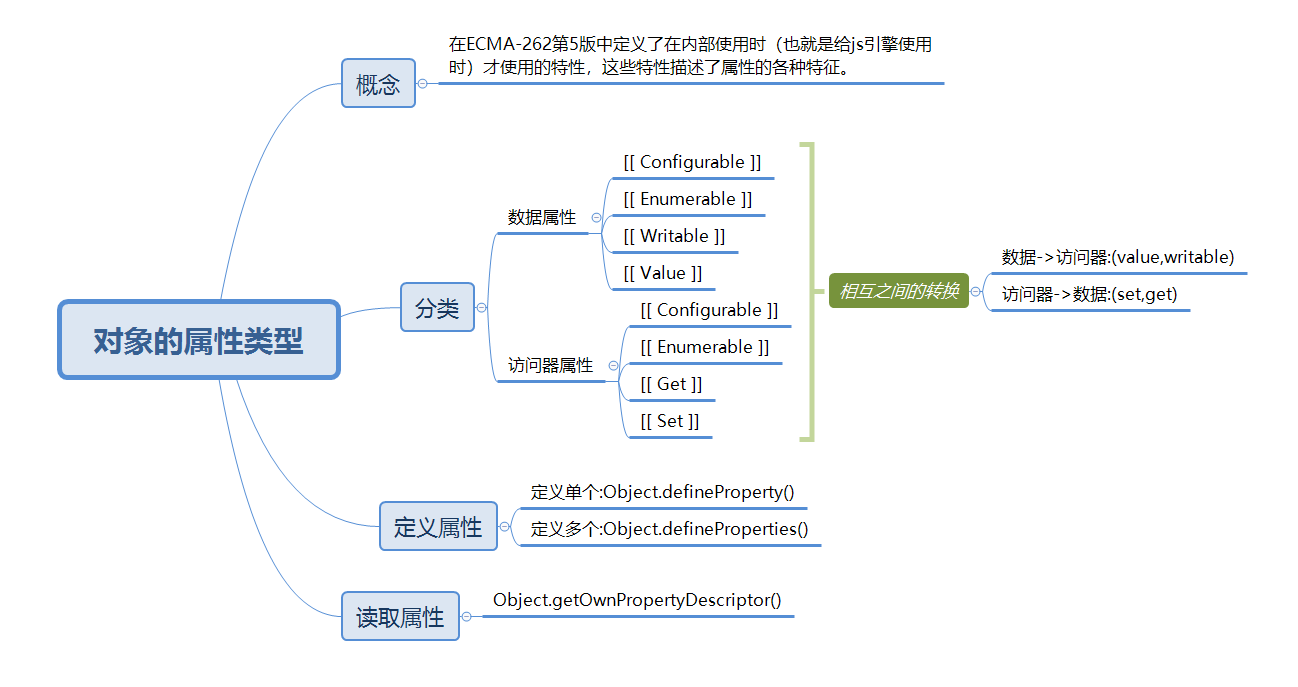 对象的属性类型
概念
在ECMA-262第5版中定义了在内部使用时（也就是给js引擎使用
时）才使用的特性，这些特性描述了属性的各种特征。
分类
数据属性
[[ Configurable ]]
[[ Enumerable ]]
[[ Writable ]]
[[ Value ]]
访问器属性
[[ Configurable ]]
[[ Enumerable ]]
[[ Get ]]
[[ Set ]]
相互之间的转换
数据->访问器:(value,writable)
访问器->数据:(set,get)
定义属性
定义单个:Object.defineProperty()
定义多个:Object.defineProperties()
读取属性
Object.getOwnPropertyDescriptor()